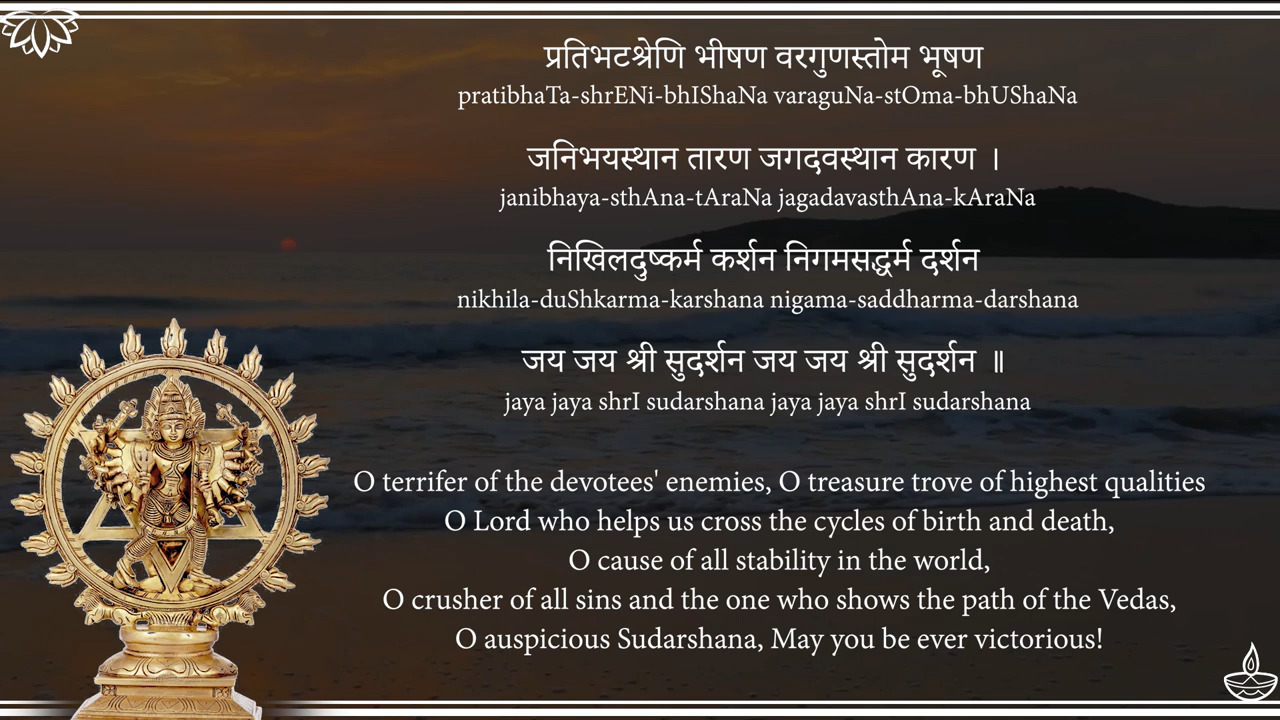 प्रतिभटश्रेणि भीषण वरगुणस्तोम भूषण
pratibhaTa-shrENi-bhIShaNa varaguNa-stOma-bhUShaNa
जनिभयस्थान तारण जगदवस्थान कारण ।
janibhaya-sthAna-tAraNa jagadavasthAna-kAraNa
निखिलदुष्कर्म कर्शन निगमसद्धर्म दर्शन
nikhila-duShkarma-karshana nigama-saddharma-darshana
जय जय श्री सुदर्शन जय जय श्री सुदर्शन ॥
jaya jaya shrI sudarshana jaya jaya shrI sudarshana
O terrifer of the devotees' enemies, O treasure trove of highest qualities
O Lord who helps us cross the cycles of birth and death,
O cause of all stability in the world,
O crusher of all sins and the one who shows the path of the Vedas,
O auspicious Sudarshana, May you be ever victorious!